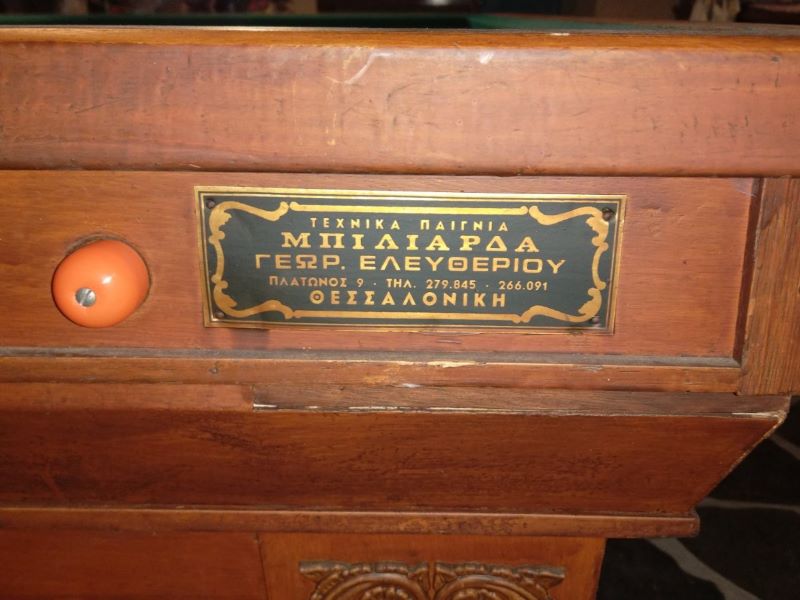 ΤΕΧΝΙΚΑ ΠΑΙΓΝΙΑ
ΜΠΙΛΙΑΡΔΑ
ΓΕΩΡ. ΕΛΕΥΘΕΡΙΟΥ
ΠΛΑΤΩΝΟΣ 9 · ΤΗΛ. 279.845 · 266.091
ΘΕΣΣΑΛΟΝΙΚΗ